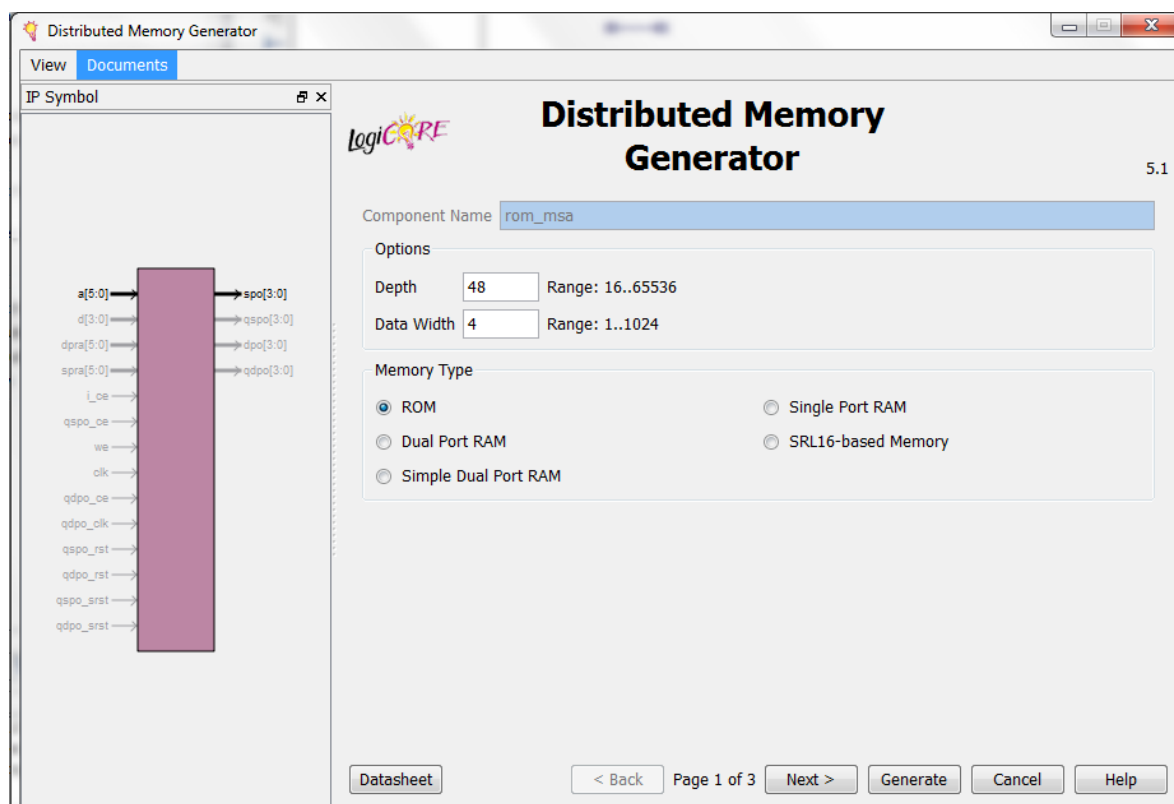 Distributed Memory Generator
View Documents
IP Symbol
a[5:0]
d[3:0]
dpra[5:0]
spra[5:0]
i_ce
qspo_ce
we
clk
qdpo_ce
qdpo_clk
qspo_rst
qdpo_rst
qspo_srst
qdpo_srst
spo[3:0]
qspo[3:0]
dpo[3:0]
qdpo[3:0]
LogiCORE
Distributed Memory
Generator
5.1
Component Name rom_msa
Options
Depth 48 Range: 16..65536
Data Width 4 Range: 1..1024
Memory Type
ROM Single Port RAM
Dual Port RAM SRL16-based Memory
Simple Dual Port RAM
Datasheet < Back Page 1 of 3 Next > Generate Cancel Help